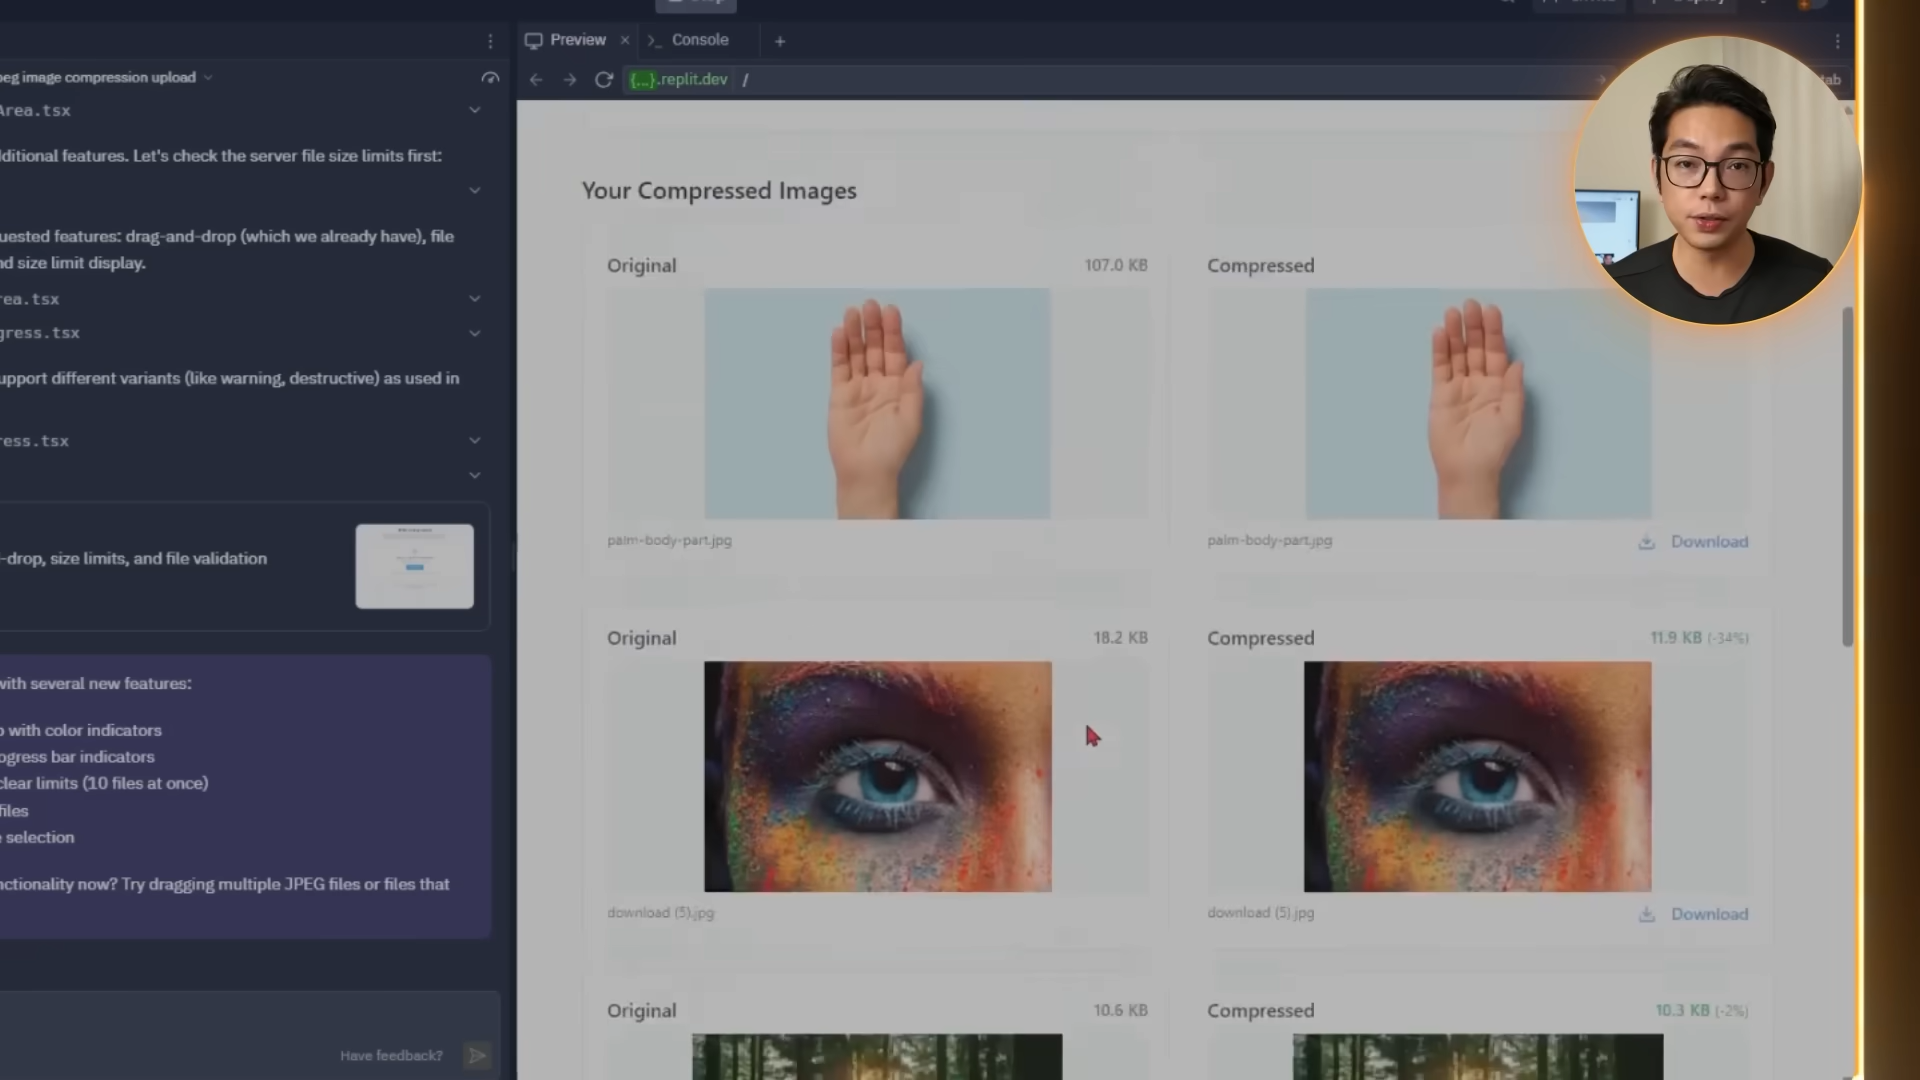 Preview
Console
peg image compression upload
{...}.replit.dev /
tab
Area.tsx
dditional features. Let's check the server file size limits first:
uested features: drag-and-drop (which we already have), file
nd size limit display.
rea.tsx
gress.tsx
upport different variants (like warning, destructive) as used in
ress.tsx
-drop, size limits, and file validation
with several new features:
p with color indicators
ogress bar indicators
clear limits (10 files at once)
files
e selection
nctionality now? Try dragging multiple JPEG files or files that
Have feedback?
Your Compressed Images
Original 107.0 KB
Compressed
palm-body-part.jpg
palm-body-part.jpg
Download
Original 18.2 KB
Compressed 11.9 KB (-34%)
download (5).jpg
download (5).jpg
Download
Original 10.6 KB
Compressed 10.3 KB (-2%)